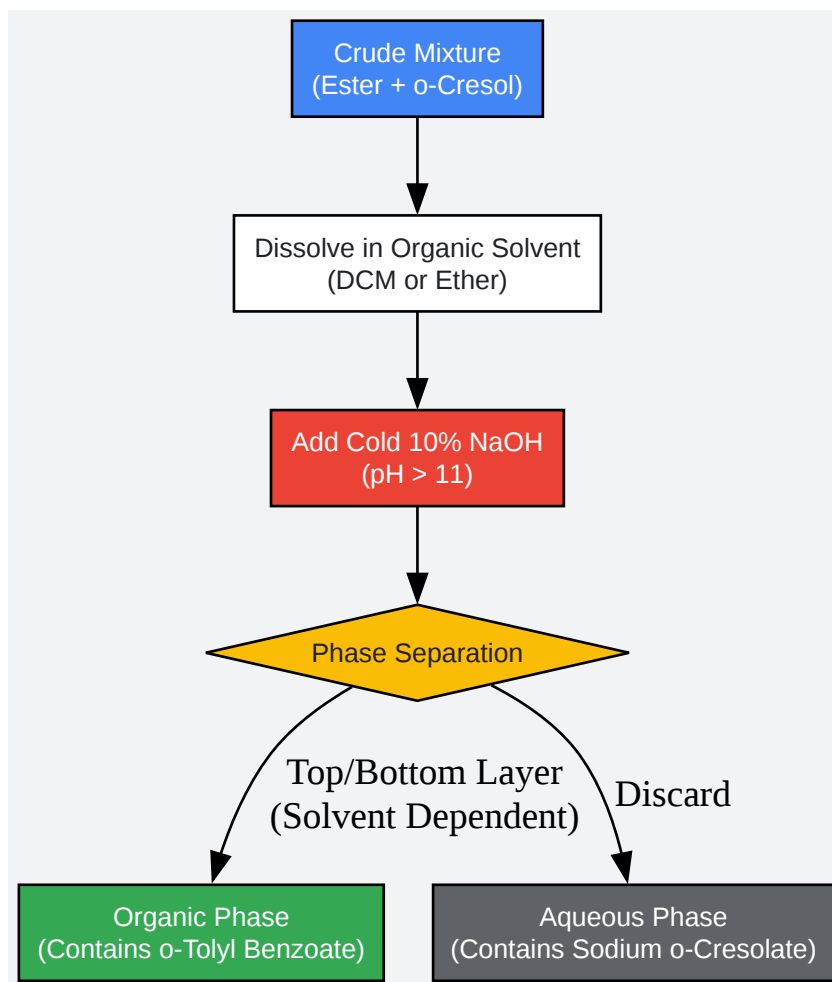 Crude Mixture
(Ester + o-Cresol)
Dissolve in Organic Solvent
(DCM or Ether)
Add Cold 10% NaOH
(pH > 11)
Phase Separation
Top/Bottom Layer
(Solvent Dependent)
Discard
Organic Phase
(Contains o-Tolyl Benzoate)
Aqueous Phase
(Contains Sodium o-Cresolate)